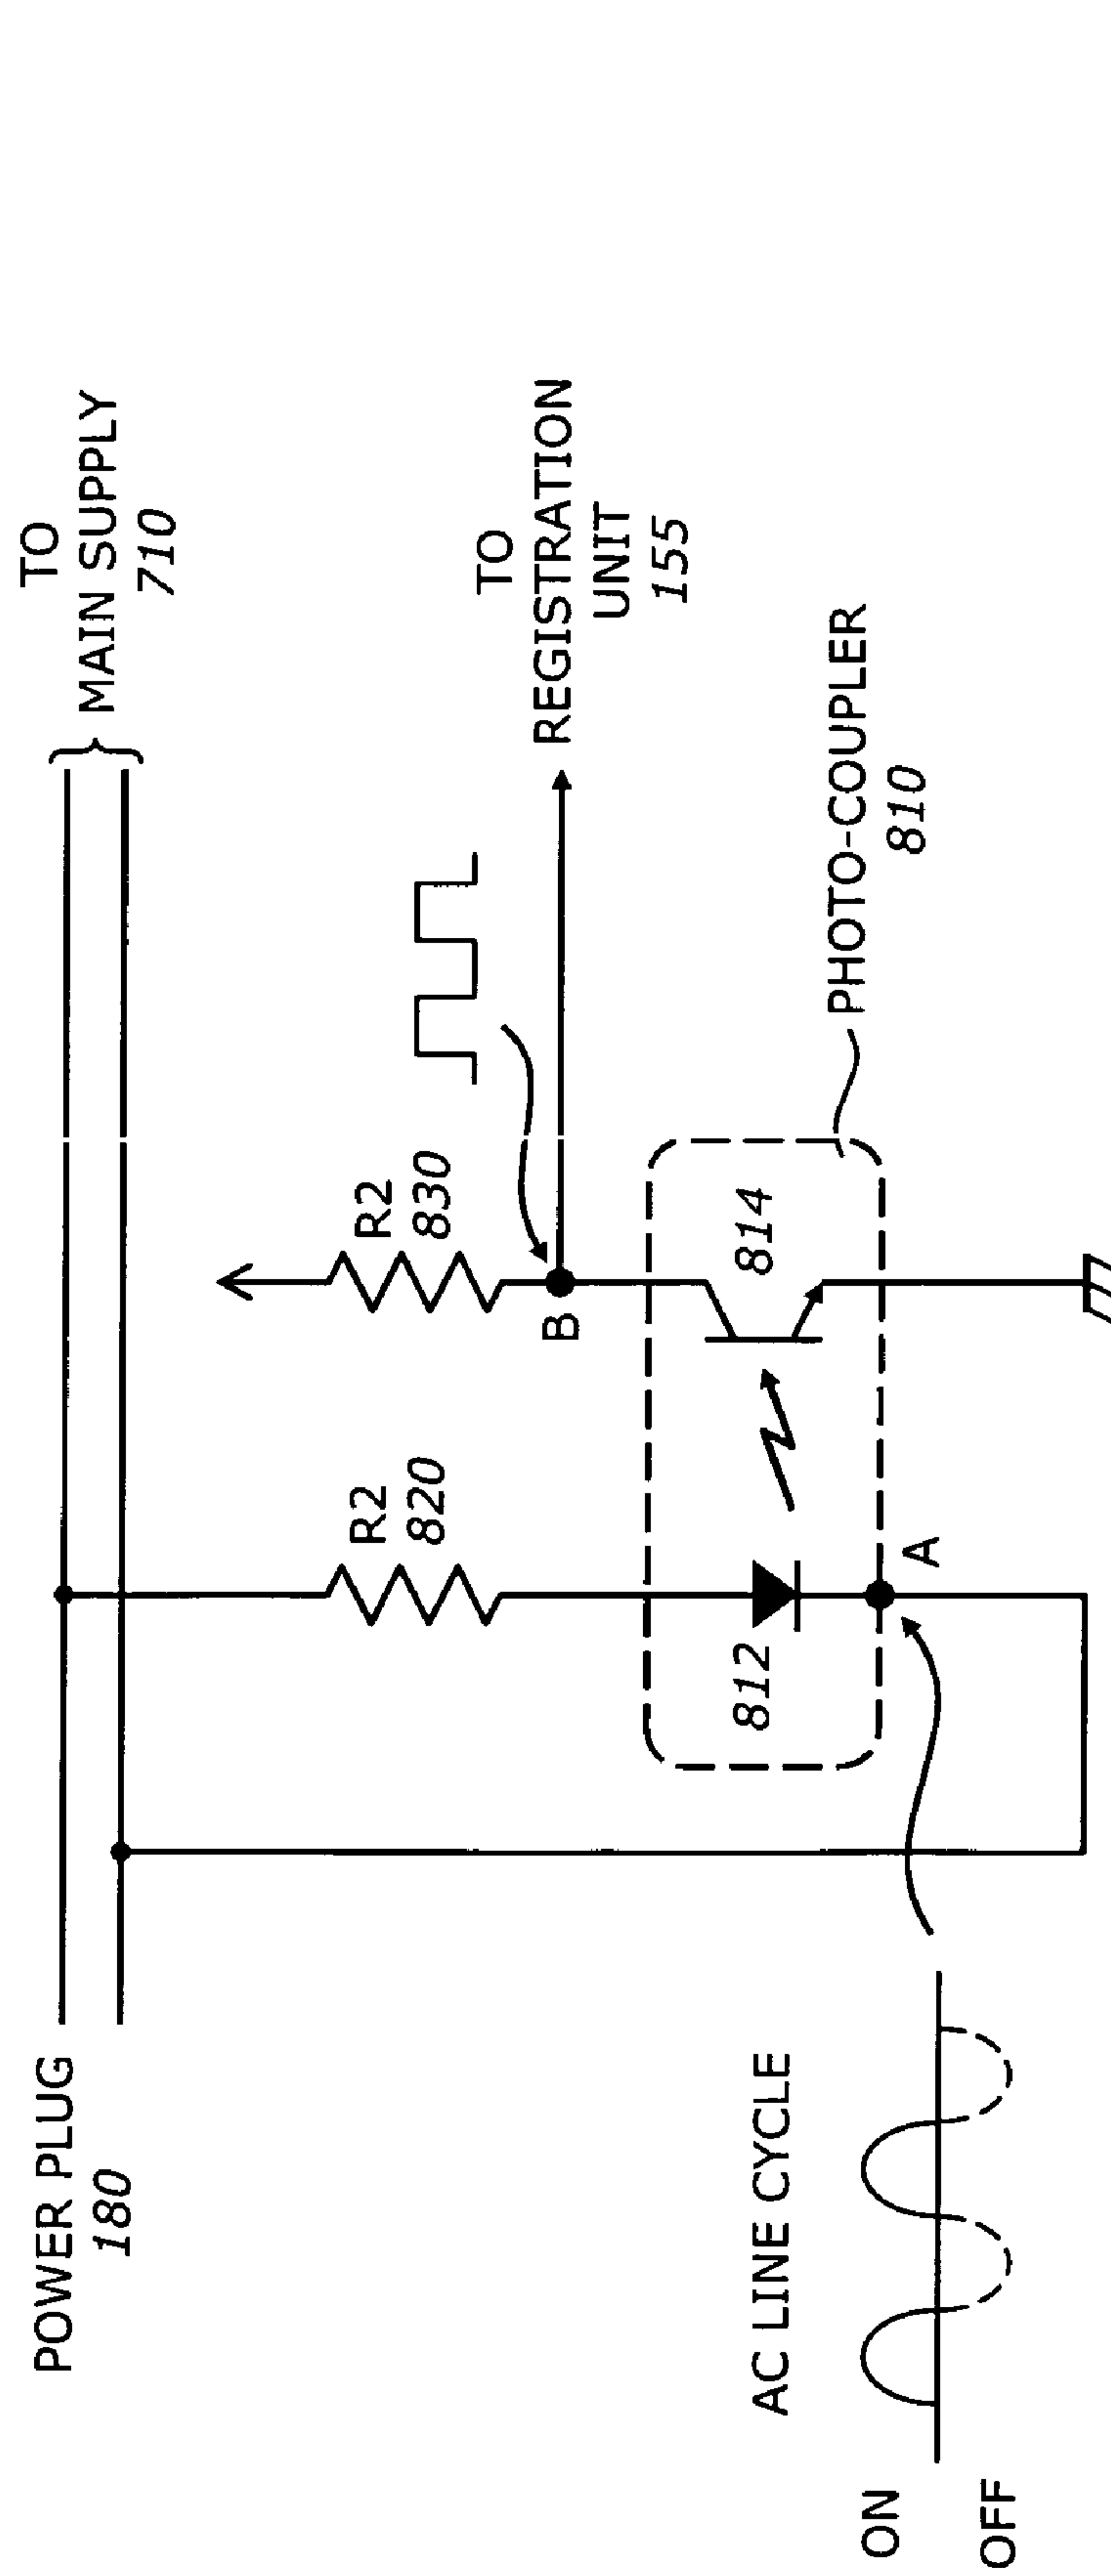 POWER PLUG
180
TO
MAIN SUPPLY
710
R2
820
R2
830
B
TO
REGISTRATION
UNIT
155
812
814
A
PHOTO-COUPLER
810
AC LINE CYCLE
ON
OFF